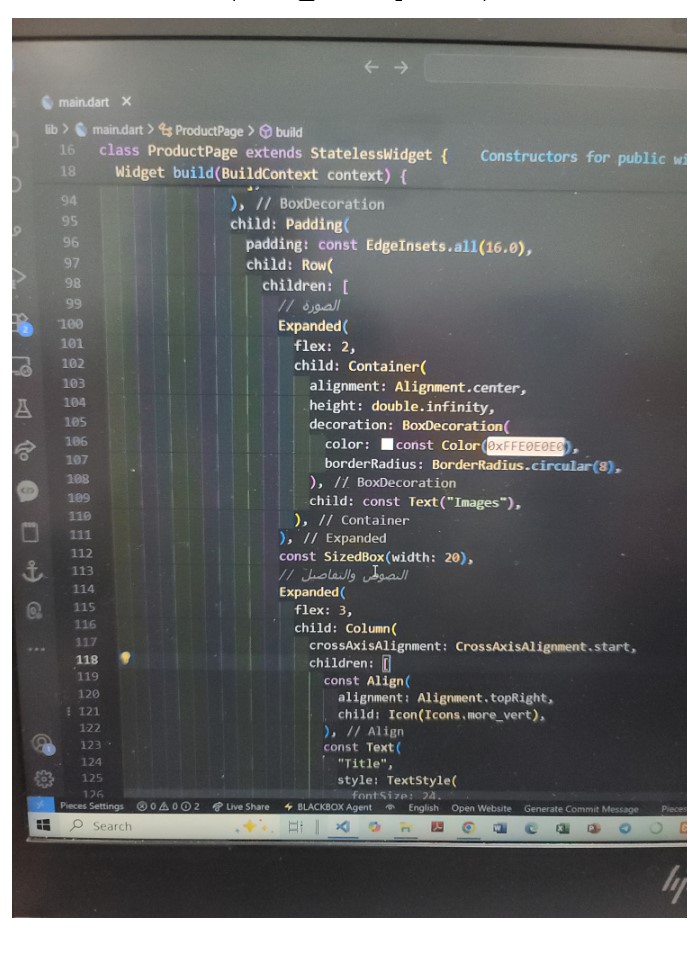 main.dart ×
lib > main.dart > ProductPage > build
16 class ProductPage extends StatelessWidget { Constructors for public wi
18 Widget build(BuildContext context) {
94 ), // BoxDecoration
95 child: Padding(
96 padding: const EdgeInsets.all(16.0),
97 child: Row(
98 children: [
99 // الصورة
100 Expanded(
101 flex: 2,
102 child: Container(
103 alignment: Alignment.center,
104 height: double.infinity,
105 decoration: BoxDecoration(
106 color: const Color(0xFFE0E0E0),
107 borderRadius: BorderRadius.circular(8),
108 ), // BoxDecoration
109 child: const Text("Images"),
110 ), // Container
111 ), // Expanded
112 const SizedBox(width: 20),
113 // النصوص والتفاصيل
114 Expanded(
115 flex: 3,
116 child: Column(
117 crossAxisAlignment: CrossAxisAlignment.start,
118 children: [
119 const Align(
120 alignment: Alignment.topRight,
121 child: Icon(Icons.more_vert),
122 ), // Align
123 const Text(
124 "Title",
125 style: TextStyle(
126 fontSize: 24,
Pieces Settings 0 0 2 Live Share BLACKBOX Agent English Open Website Generate Commit Message Pieces
Search
hp